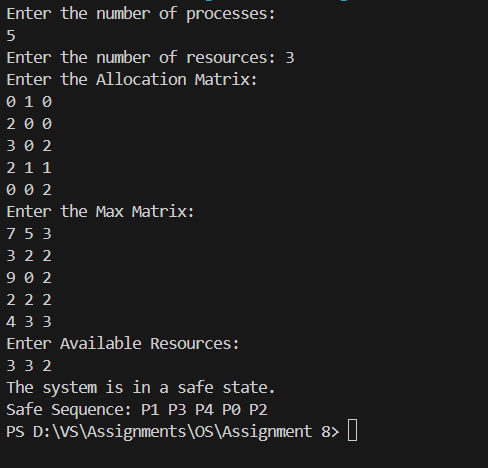 Enter the number of processes:
5
Enter the number of resources: 3
Enter the Allocation Matrix:
0 1 0
2 0 0
3 0 2
2 1 1
0 0 2
Enter the Max Matrix:
7 5 3
3 2 2
9 0 2
2 2 2
4 3 3
Enter Available Resources:
3 3 2
The system is in a safe state.
Safe Sequence: P1 P3 P4 P0 P2
PS D:\VS\Assignments\OS\Assignment 8>